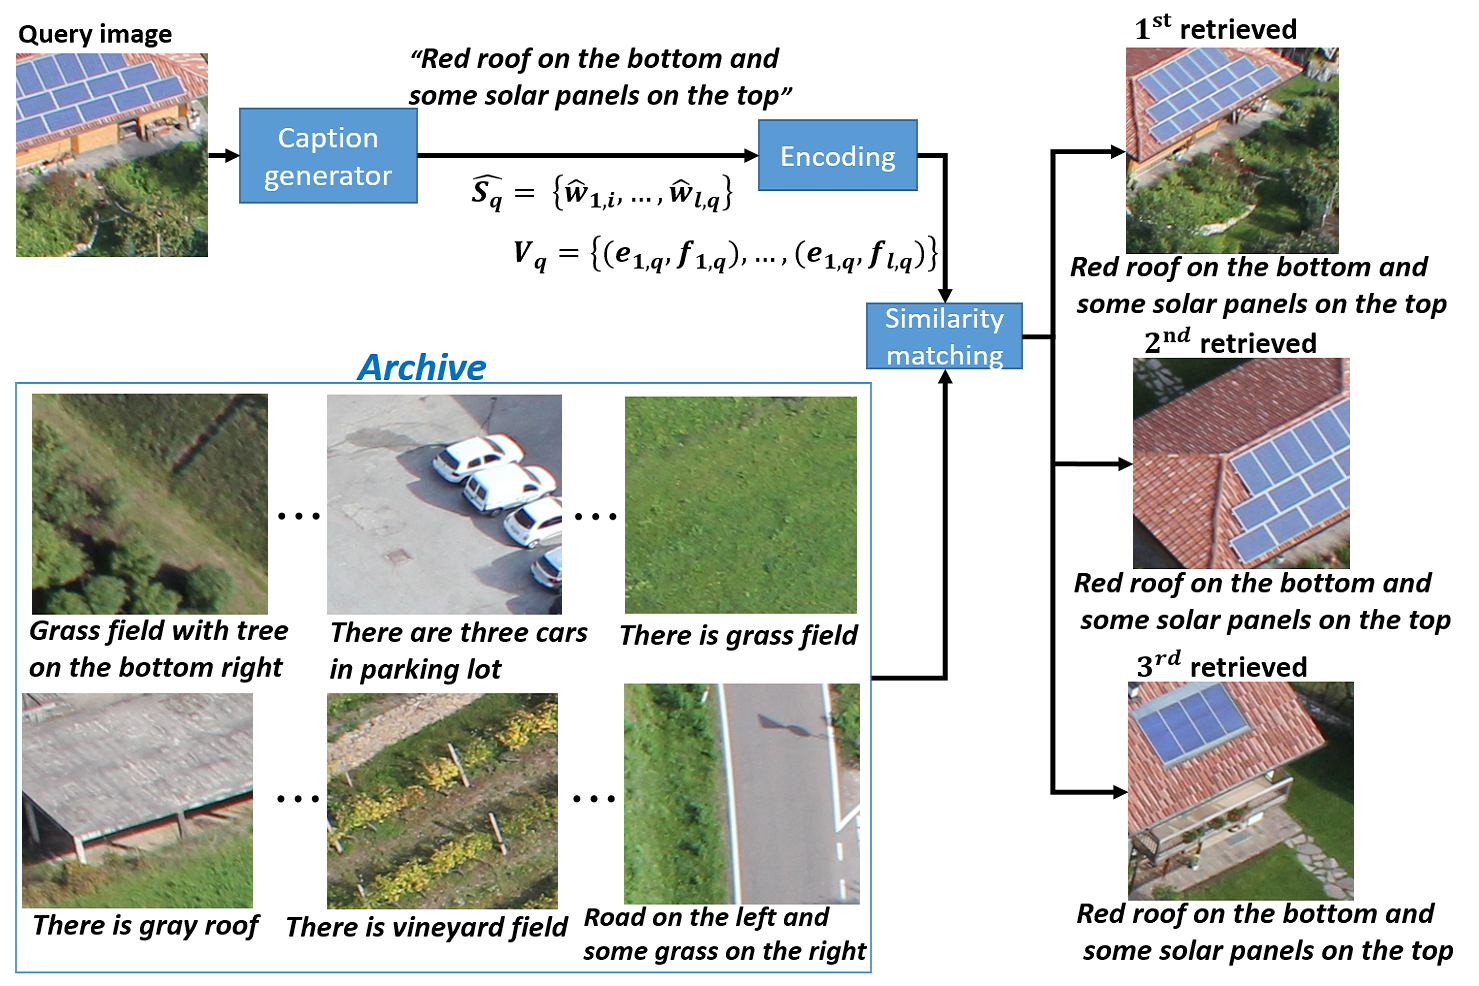 Query image
“Red roof on the bottom and
some solar panels on the top”
Caption
generator
Encoding
$\widehat{S_q} = \{\widehat{w}_{1,i}, \ldots, \widehat{w}_{l,q}\}$
$V_q = \{(e_{1,q}, f_{1,q}), \ldots, (e_{1,q}, f_{l,q})\}$
Similarity
matching
Archive
...
...
Grass field with tree
on the bottom right
There are three cars
in parking lot
There is grass field
...
...
There is gray roof
There is vineyard field
Road on the left and
some grass on the right
1st retrieved
Red roof on the bottom and
some solar panels on the top
2nd retrieved
Red roof on the bottom and
some solar panels on the top
3rd retrieved
Red roof on the bottom and
some solar panels on the top